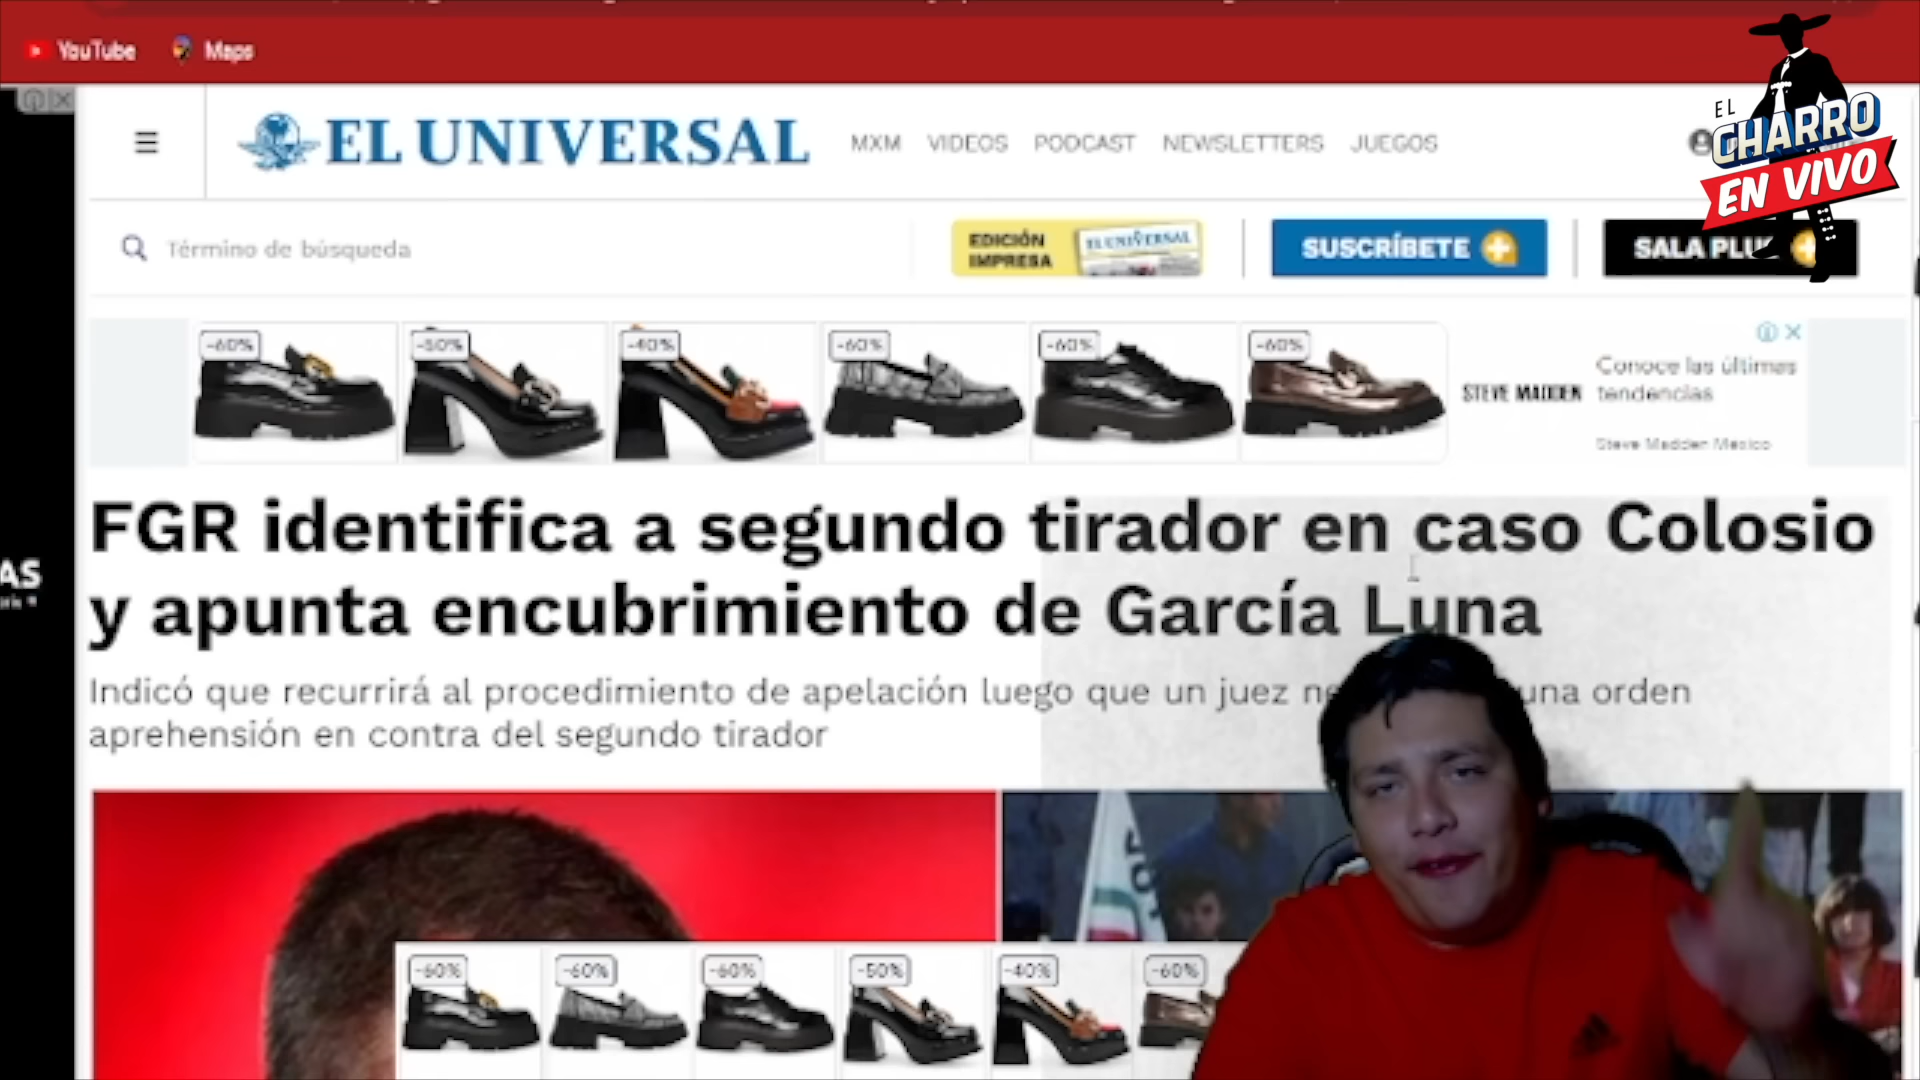 YouTube
Maps
EL UNIVERSAL
MXM
VIDEOS
PODCAST
NEWSLETTERS
JUEGOS
EL
CHARRO
EN VIVO
Término de búsqueda
EDICIÓN
IMPRESA
EL UNIVERSAL
SUSCRÍBETE
SALA PLUS
-60%
-50%
-40%
-60%
-60%
-60%
STEVE MADDEN
Conoce las últimas
tendencias
Steve Madden Mexico
FGR identifica a segundo tirador en caso Colosio
y apunta encubrimiento de García Luna
AS
Indicó que recurrirá al procedimiento de apelación luego que un juez una orden
aprehensión en contra del segundo tirador
-60%
-60%
-60%
-50%
-40%
-60%